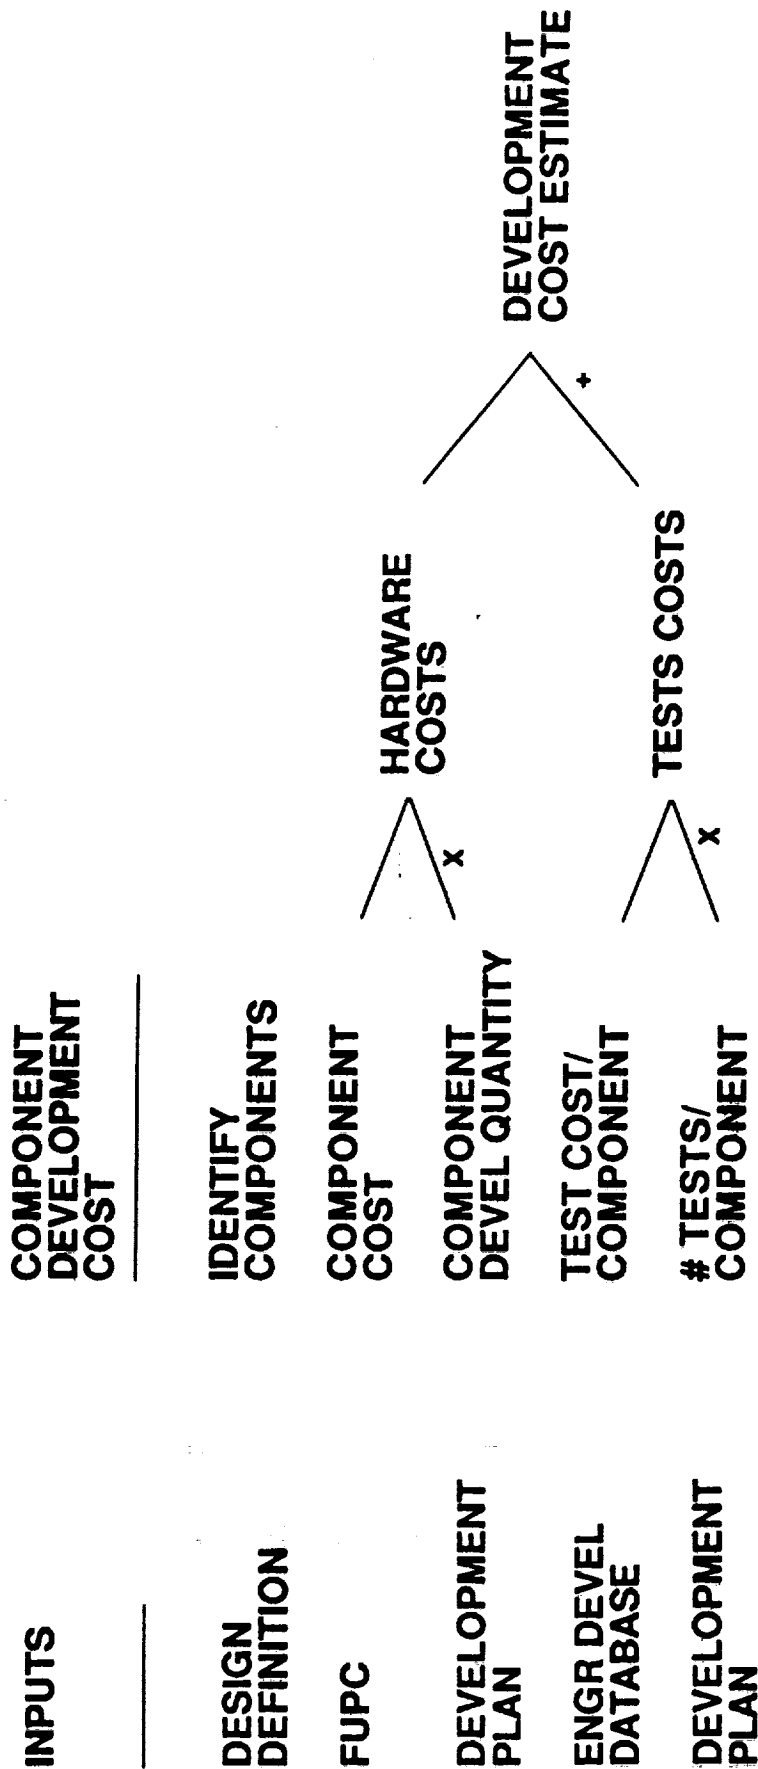 INPUTS
COMPONENT
DEVELOPMENT
COST
DESIGN
DEFINITION
IDENTIFY
COMPONENTS
FUPC
COMPONENT
COST
X
HARDWARE
COSTS
DEVELOPMENT
PLAN
COMPONENT
DEVEL QUANTITY
+
DEVELOPMENT
COST ESTIMATE
ENGR DEVEL
DATABASE
TEST COST/
COMPONENT
X
TESTS COSTS
DEVELOPMENT
PLAN
# TESTS/
COMPONENT